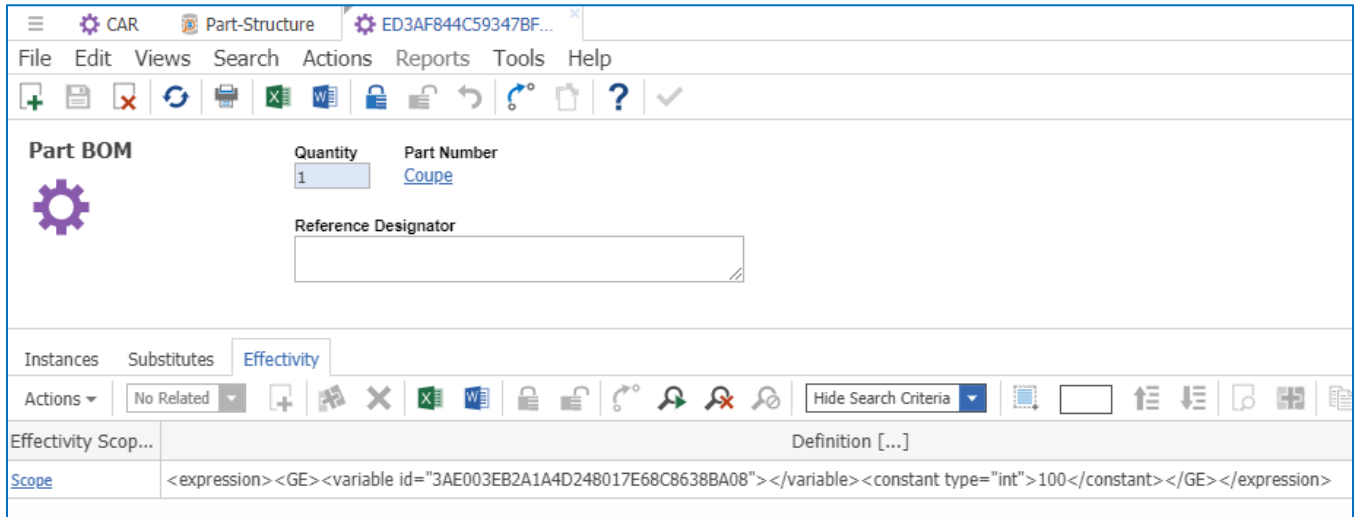 CAR Part-Structure ED3AF844C59347BF...
File Edit Views Search Actions Reports Tools Help
Part BOM
Quantity Part Number
1 Coupe
Reference Designator
Instances Substitutes Effectivity
Actions No Related Hide Search Criteria
Effectivity Scop... Definition [...]
Scope <expression><GE><variable id="3AE003EB2A1A4D248017E68C8638BA08"></variable><constant type="int">100</constant></GE></expression>